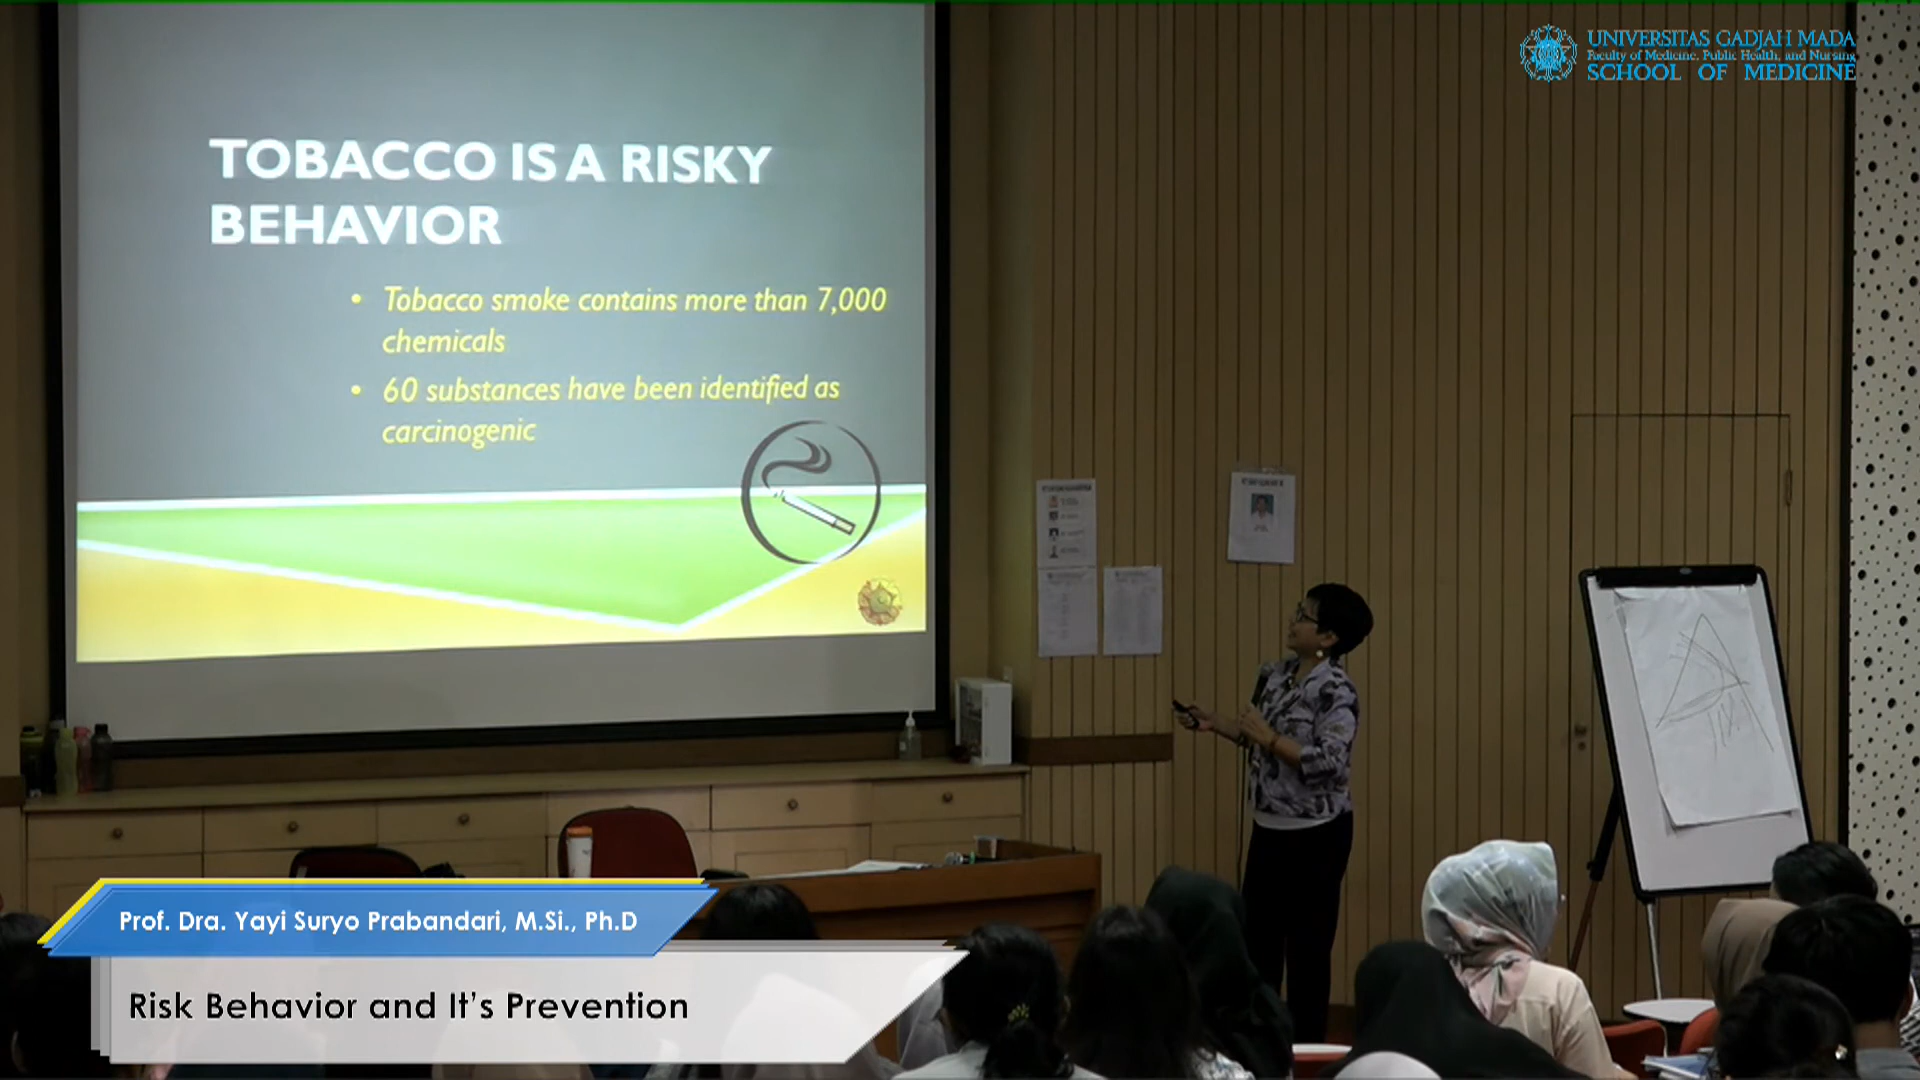 UNIVERSITAS GADJAH MADA
Faculty of Medicine, Public Health, and Nursing
SCHOOL OF MEDICINE
TOBACCO IS A RISKY
BEHAVIOR
• Tobacco smoke contains more than 7,000
chemicals
• 60 substances have been identified as
carcinogenic
Prof. Dra. Yayi Suryo Prabandari, M.Si., Ph.D
Risk Behavior and It's Prevention